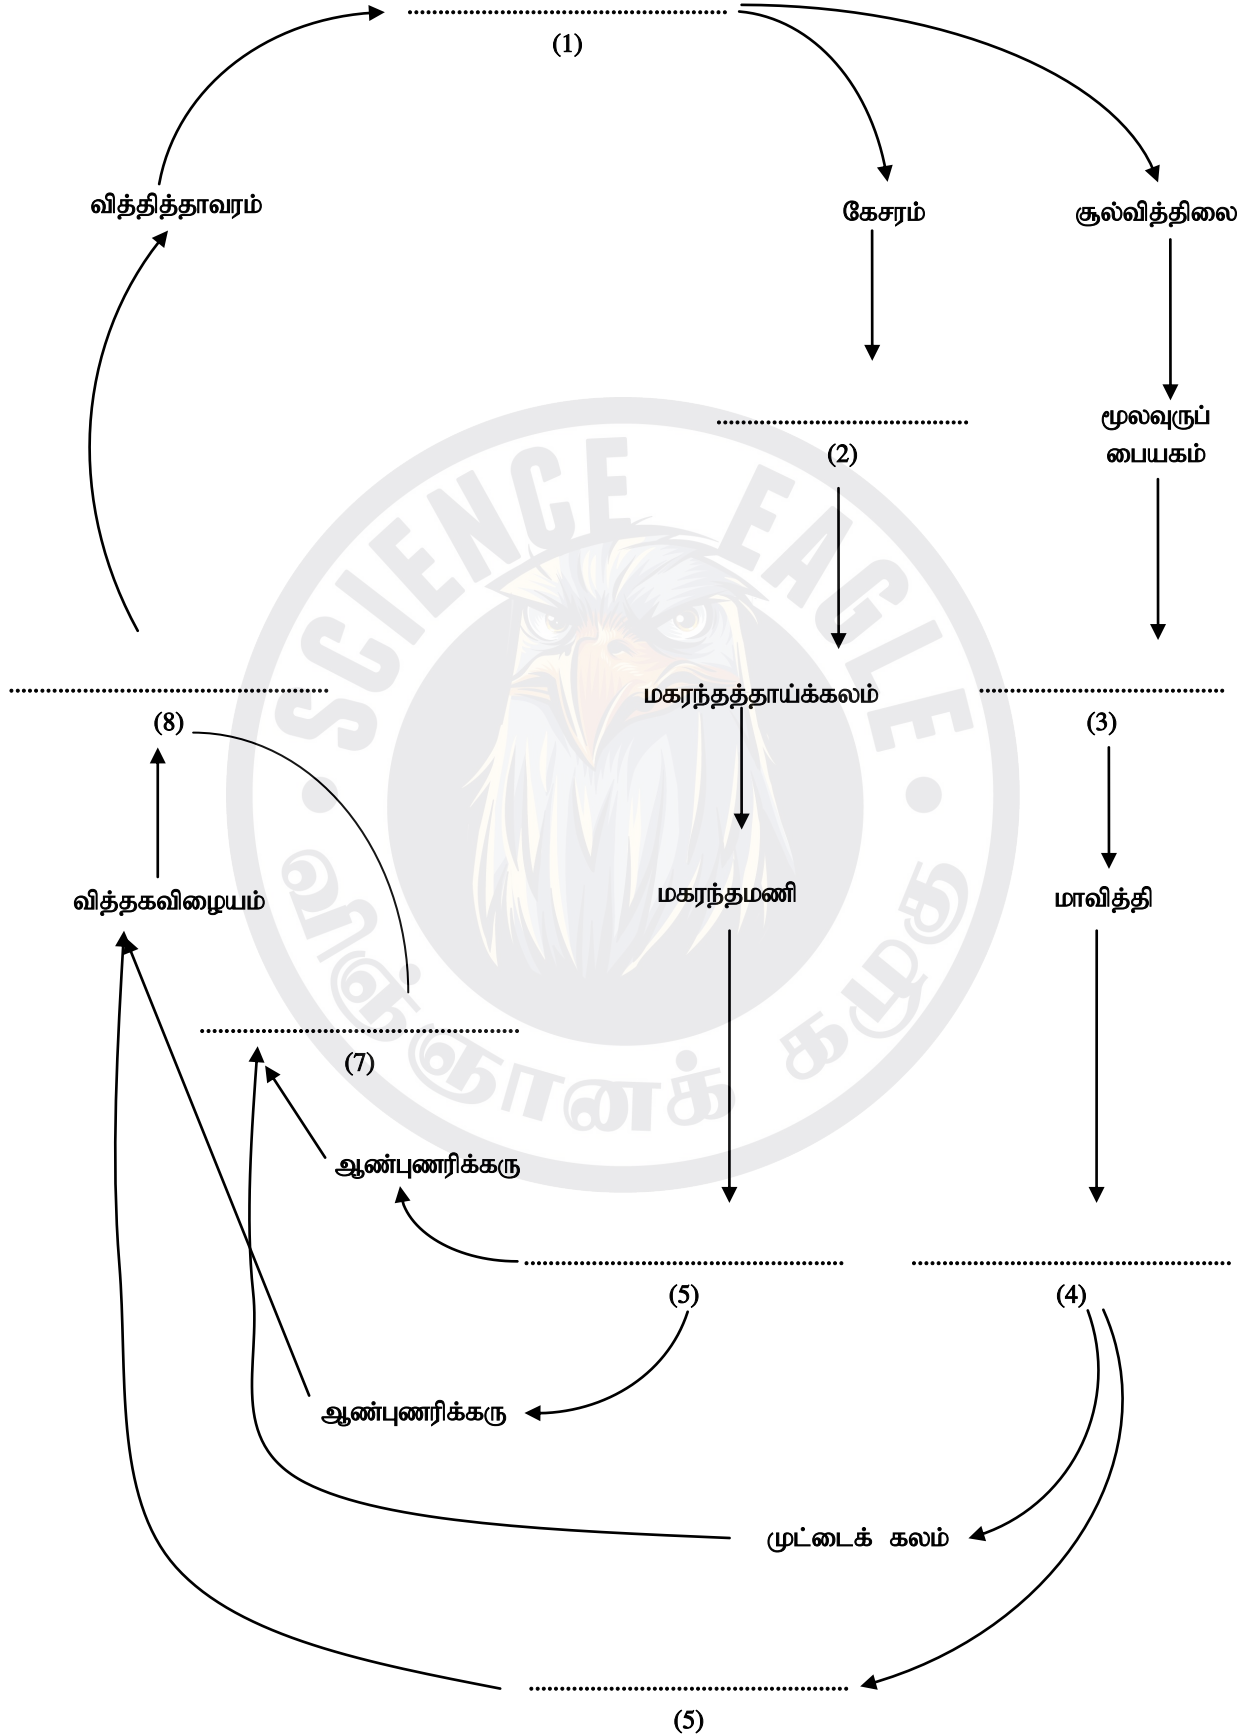 ........................................................
(1)
வித்தித்தாவரம்
கேசரம்
சூல்வித்திலை
............................................
(2)
மூலவுருப்
பையகம்
SCIENCE EAGLE
........................................................
(8)
மகரந்தத்தாய்க்கலம்
...........................................
(3)
வித்தகவிழையம்
மகரந்தமணி
மாவித்தி
........................................................
(7)
விஞ்ஞானக் கழுகு
ஆண்புணரிக்கரு
........................................................
(5)
........................................................
(4)
ஆண்புணரிக்கரு
முட்டைக் கலம்
........................................................
(5)